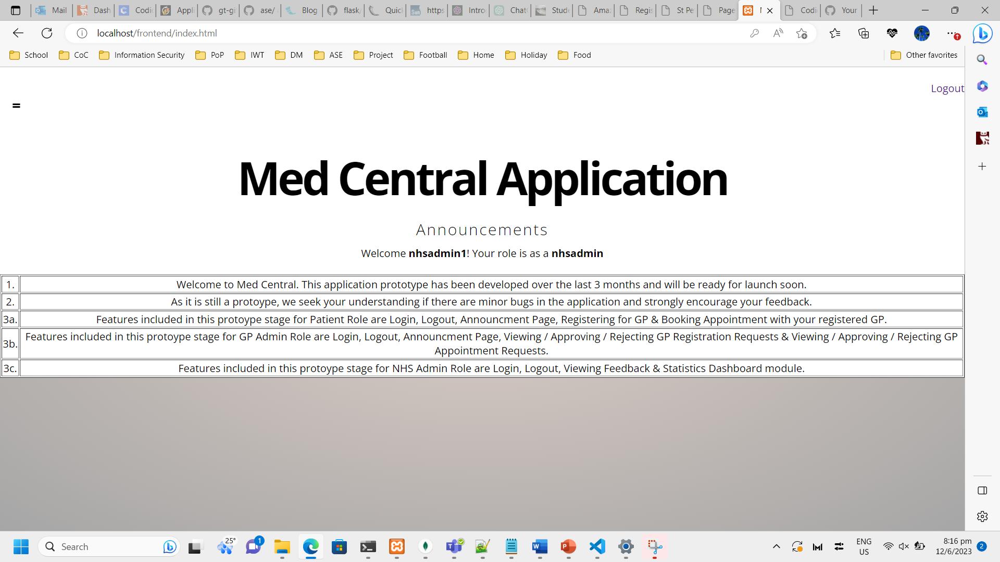 Mail
Dash
Codi
Appli
gt-gi
ase/
Blog
flask/
Quick
https
Intro
Chat
Stude
Amaz
Regis
St Pe
Page
Codi
Your
localhost/frontend/index.html
School CoC Information Security PoP IWT DM ASE Project Football Home Holiday Food Other favorites
Logout
=
Med Central Application
Announcements
Welcome nhsadmin1! Your role is as a nhsadmin
1. Welcome to Med Central. This application prototype has been developed over the last 3 months and will be ready for launch soon.
2. As it is still a protoype, we seek your understanding if there are minor bugs in the application and strongly encourage your feedback.
3a. Features included in this protoype stage for Patient Role are Login, Logout, Announcment Page, Registering for GP & Booking Appointment with your registered GP.
3b. Features included in this protoype stage for GP Admin Role are Login, Logout, Announcment Page, Viewing / Approving / Rejecting GP Registration Requests & Viewing / Approving / Rejecting GP
Appointment Requests.
3c. Features included in this protoype stage for NHS Admin Role are Login, Logout, Viewing Feedback & Statistics Dashboard module.
Search
25°
1
ENG
US
8:16 pm
12/6/2023
2